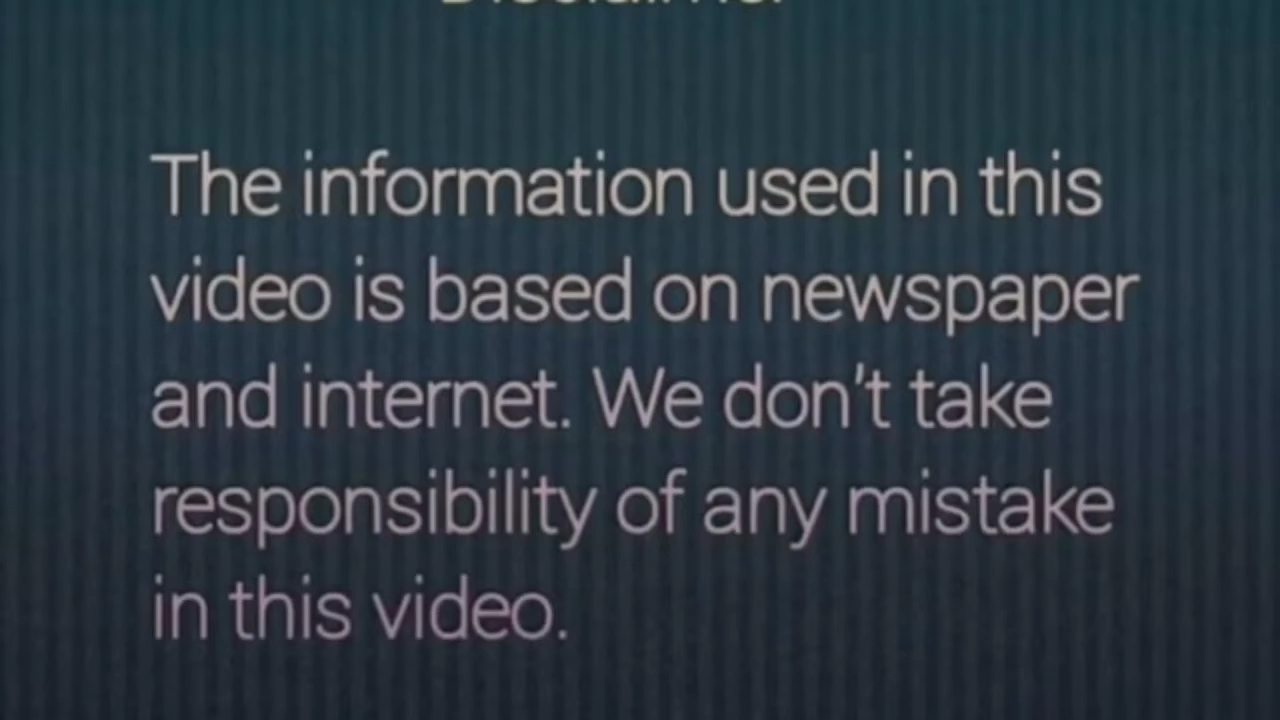 Disclaimer
The information used in this
video is based on newspaper
and internet. We don't take
responsibility of any mistake
in this video.